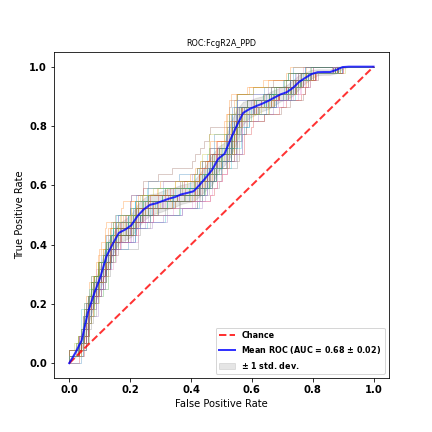 ROC:FcgR2A_PPD
1.0
0.8
0.6
0.4
0.2
0.0
True Positive Rate
Chance
Mean ROC (AUC = 0.68 ± 0.02)
± 1 std. dev.
0.0 0.2 0.4 0.6 0.8 1.0
False Positive Rate